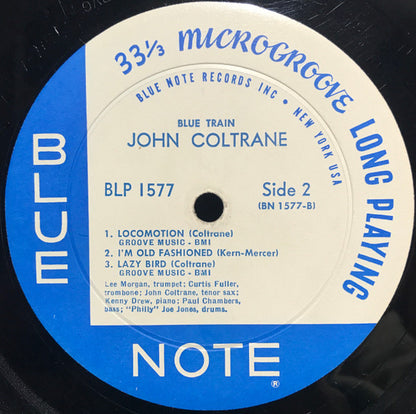 33⅓ MICROGROOVE LONG PLAYING
BLUE NOTE RECORDS INC • NEW YORK USA
BLUE TRAIN
JOHN COLTRANE
BLP 1577
Side 2
(BN 1577-B)
1. LOCOMOTION (Coltrane)
GROOVE MUSIC - BMI
2. I'M OLD FASHIONED (Kern-Mercer)
3. LAZY BIRD (Coltrane)
GROOVE MUSIC - BMI
Lee Morgan, trumpet; Curtis Fuller,
trombone; John Coltrane, tenor sax;
Kenny Drew, piano; Paul Chambers,
bass; "Philly" Joe Jones, drums.
BLUE
NOTE
®